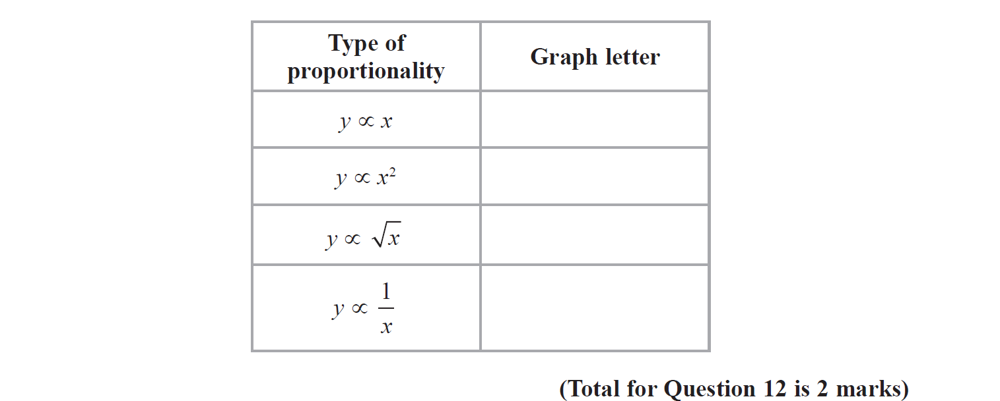 Type of
proportionality
Graph letter
y ∝ x
y ∝ x²
y ∝ √x
y ∝ 1/x
(Total for Question 12 is 2 marks)